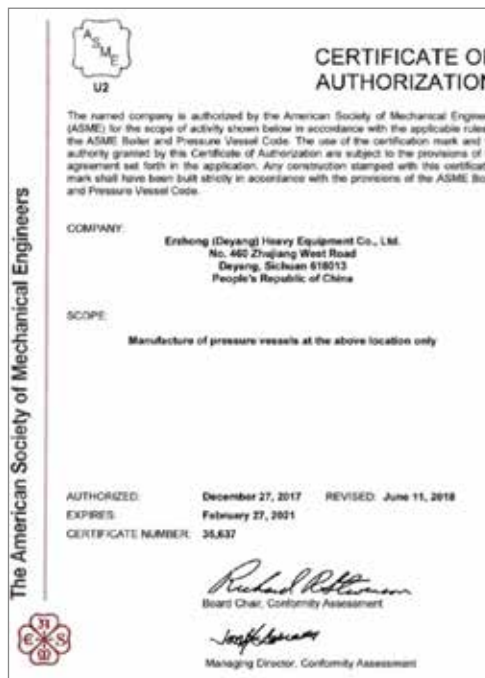 ASME
U2
CERTIFICATE OF
AUTHORIZATION
The named company is authorized by the American Society of Mechanical Engineers
(ASME) for the scope of activity shown below in accordance with the applicable rules
the ASME Boiler and Pressure Vessel Code. The use of the certification mark and
authority granted by this Certificate of Authorization are subject to the provisions of
agreement set forth in the application. Any construction stamped with this certification
mark shall have been built strictly in accordance with the provisions of the ASME
and Pressure Vessel Code.
COMPANY:
Erzhong (Deyang) Heavy Equipment Co., Ltd.
No. 460 Zhujiang West Road
Deyang, Sichuan 618013
People's Republic of China
SCOPE:
Manufacture of pressure vessels at the above location only
AUTHORIZED: December 27, 2017 REVISED: June 11, 2018
EXPIRES: February 27, 2021
CERTIFICATE NUMBER: 35,637
Board Chair, Conformity Assessment
Managing Director, Conformity Assessment
The American Society of Mechanical Engineers